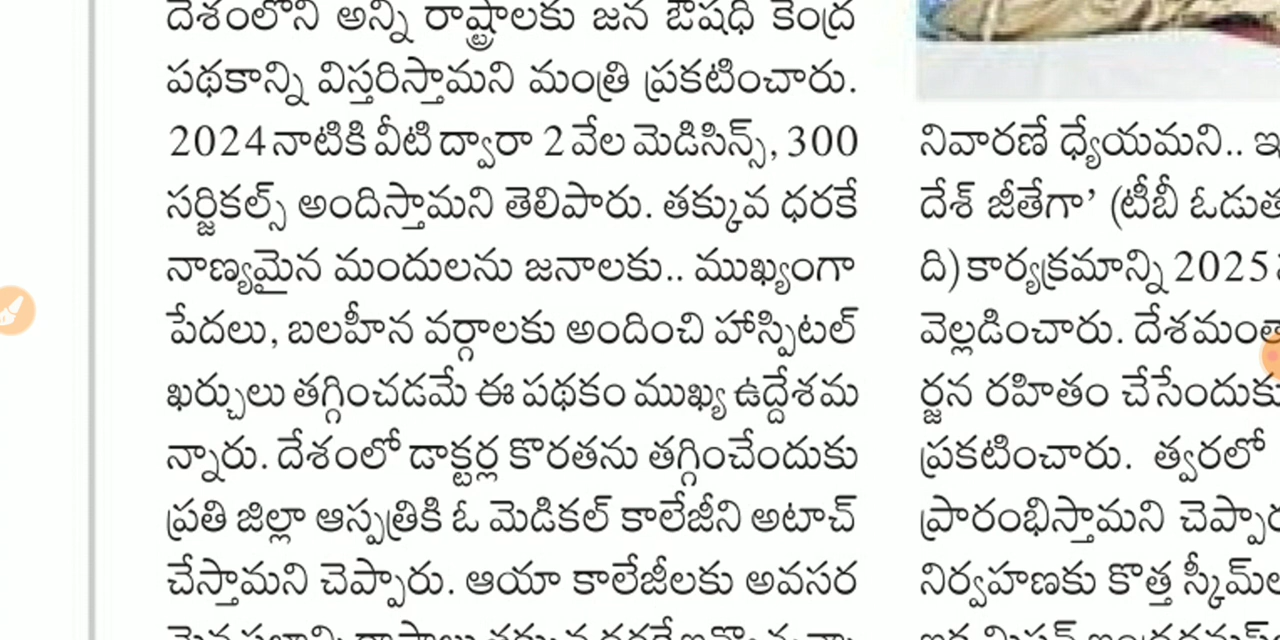 దేశంలోని అన్ని రాష్ట్రాలకు జన ఔషధి కేంద్ర
పథకాన్ని విస్తరిస్తామని మంత్రి ప్రకటించారు.
2024 నాటికి వీటి ద్వారా 2 వేల మెడిసిన్స్, 300
సర్జికల్స్ అందిస్తామని తెలిపారు. తక్కువ ధరకే
నాణ్యమైన మందులను జనాలకు.. ముఖ్యంగా
పేదలు, బలహీన వర్గాలకు అందించి హాస్పిటల్
ఖర్చులు తగ్గించడమే ఈ పథకం ముఖ్య ఉద్దేశమ
న్నారు. దేశంలో డాక్టర్ల కొరతను తగ్గించేందుకు
ప్రతి జిల్లా ఆస్పత్రికి ఓ మెడికల్ కాలేజీని అటాచ్
చేస్తామని చెప్పారు. ఆయా కాలేజీలకు అవసర
నివారణే ధ్యేయమని..
దేశ్ జీతేగా’ (టీబీ
ది) కార్యక్రమాన్ని 2025
వెల్లడించారు.
ర్జన రహితం
ప్రకటించారు. త్వరలో
ప్రారంభిస్తామని
నిర్వహణకు కొత్త